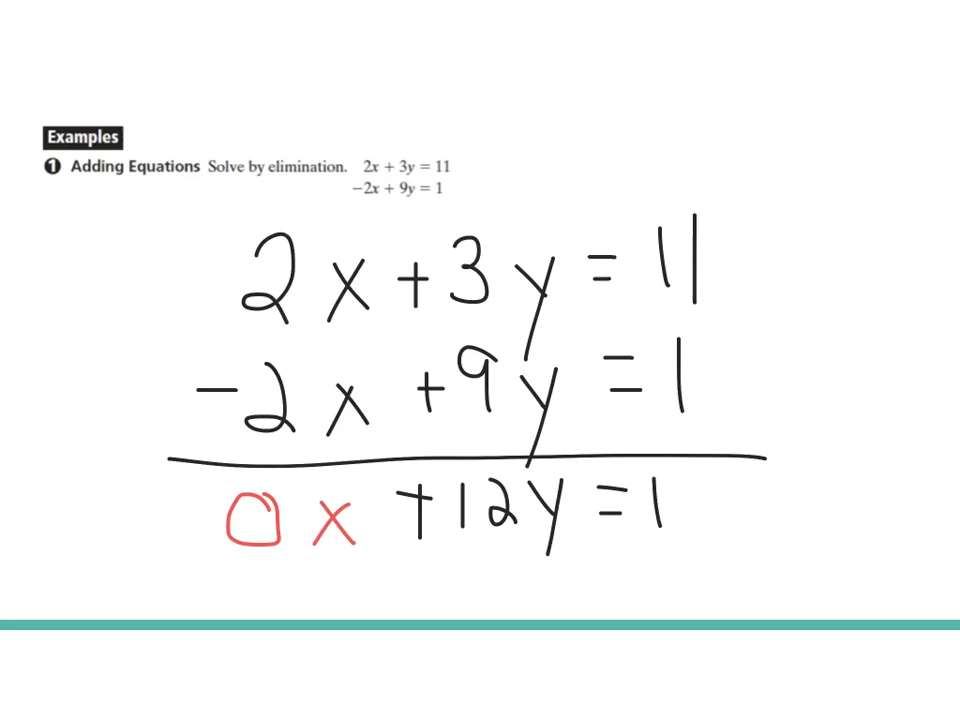 Examples
1 Adding Equations Solve by elimination. 2x + 3y = 11
−2x + 9y = 1
2x + 3y = 11
-2x + 9y = 1
0x + 12y = 1